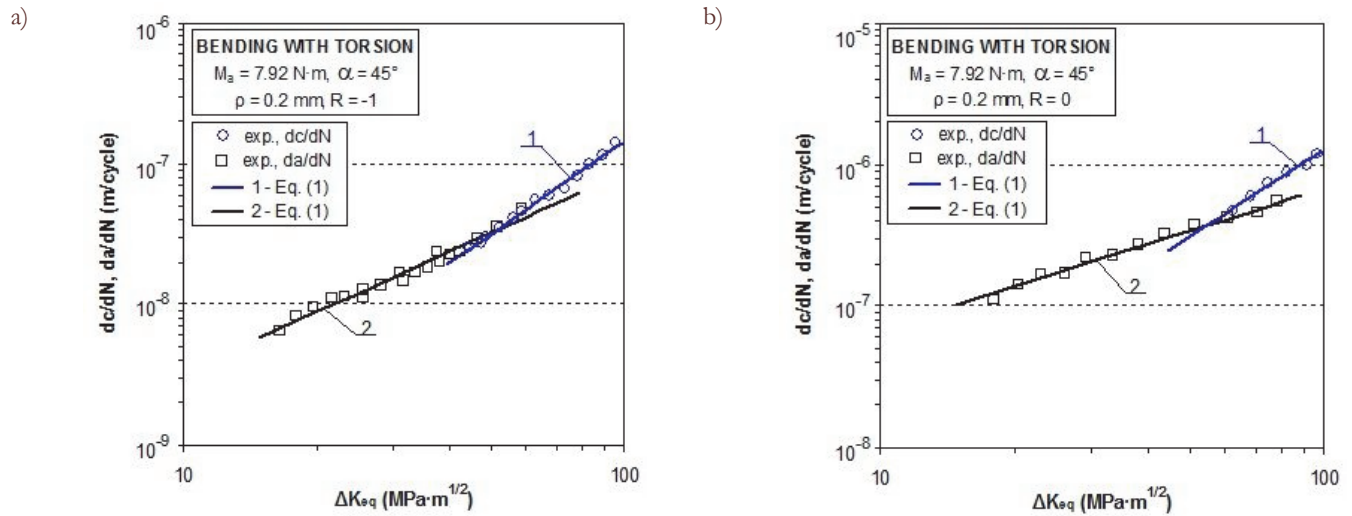 a)
10-6
BENDING WITH TORSION
Ma = 7.92 N·m, α = 45°
ρ = 0.2 mm, R = -1
exp., dc/dN
exp., da/dN
1 - Eq. (1)
2 - Eq. (1)
1
10-7
2
10-8
10-9
10
100
dc/dN, da/dN (m/cycle)
ΔKeq (MPa·m1/2)
b)
10-5
BENDING WITH TORSION
Ma = 7.92 N·m, α = 45°
ρ = 0.2 mm, R = 0
exp., dc/dN
exp., da/dN
1 - Eq. (1)
2 - Eq. (1)
1
10-6
2
10-7
10-8
10
100
dc/dN, da/dN (m/cycle)
ΔKeq (MPa·m1/2)